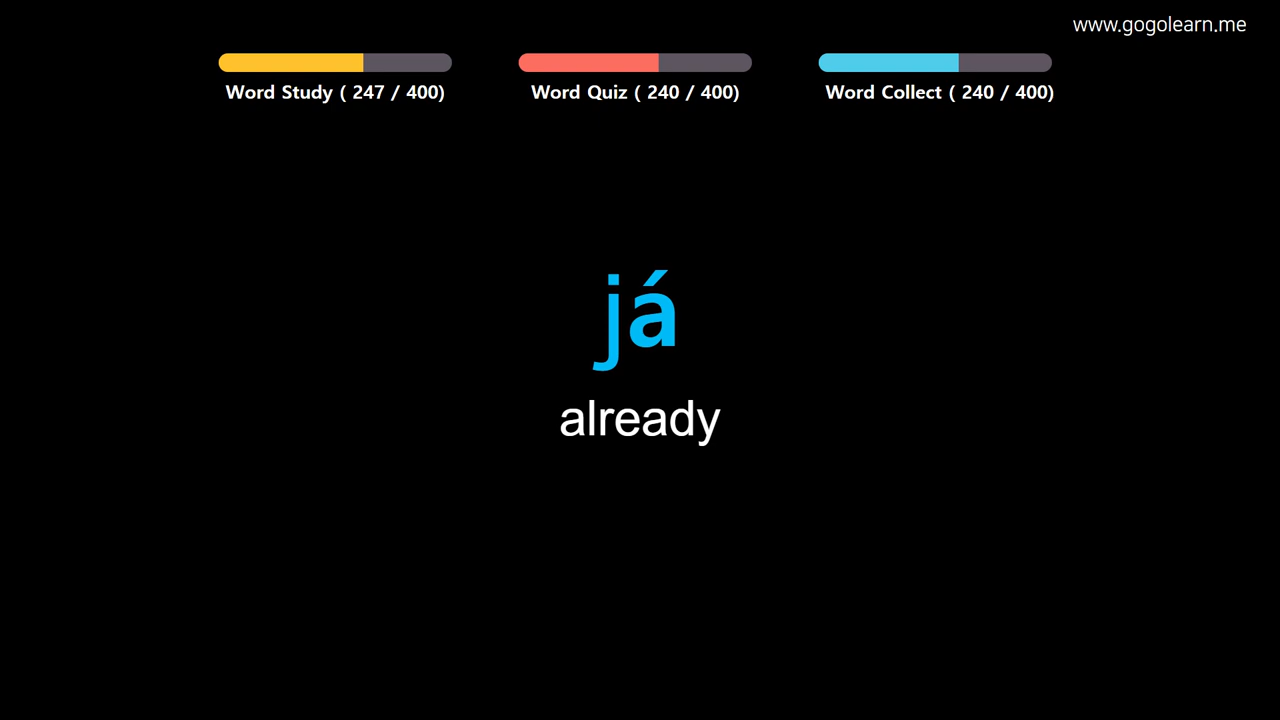 www.gogolearn.me
Word Study ( 247 / 400)
Word Quiz ( 240 / 400)
Word Collect ( 240 / 400)
já
already